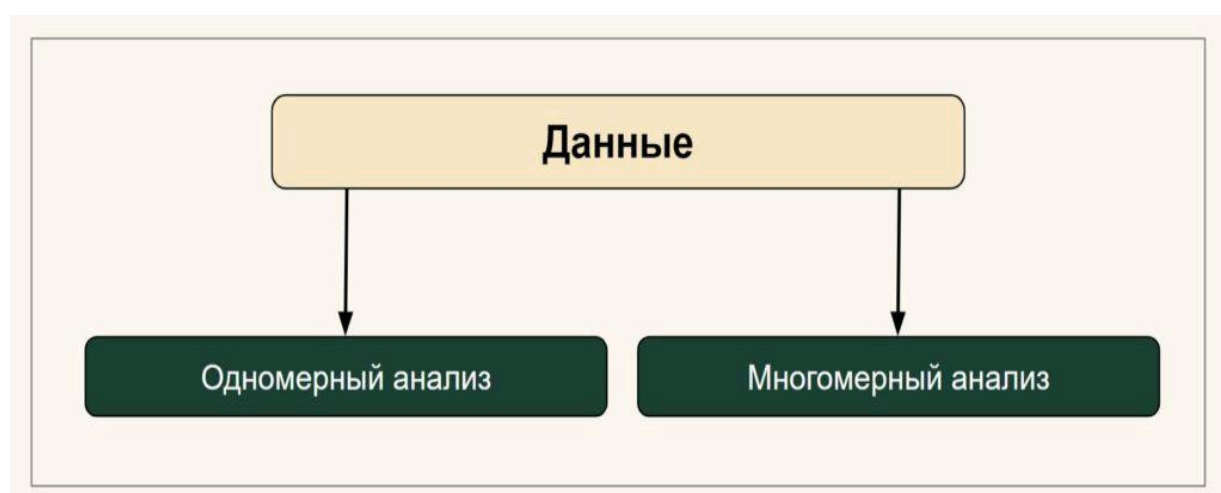 Данные
Одномерный анализ
Многомерный анализ